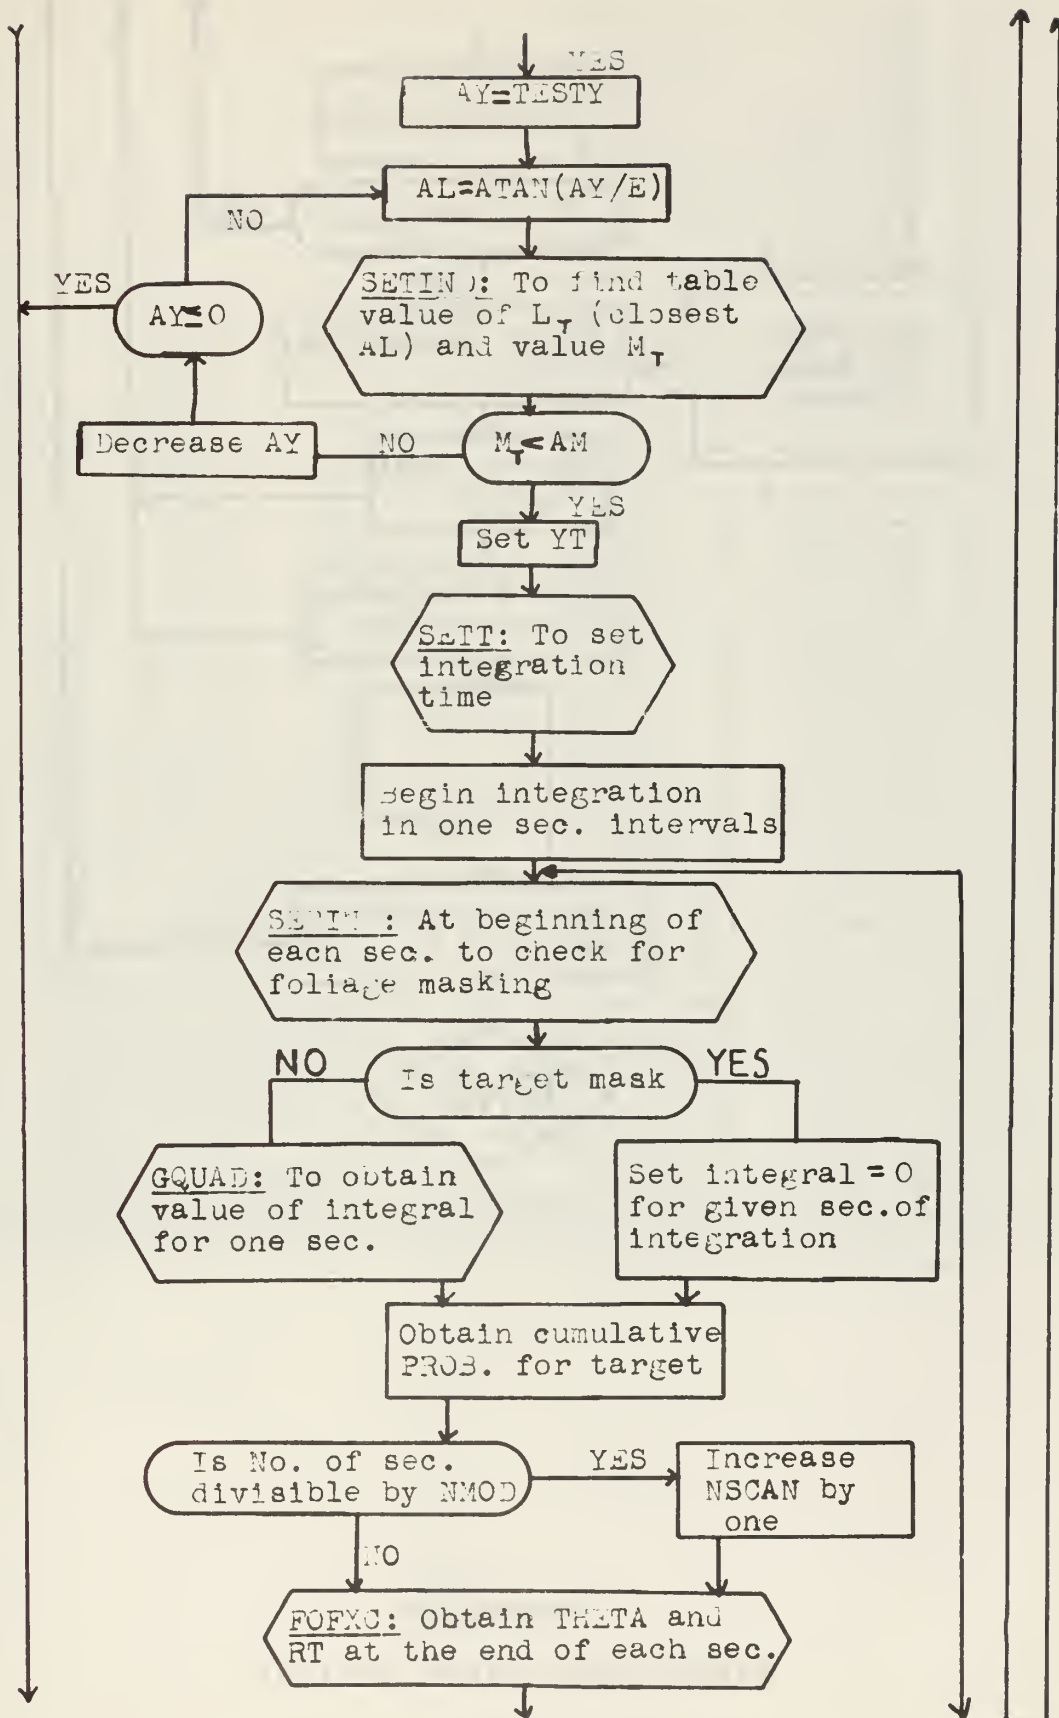 YES
AY=TESTY
AL=ATAN(AY/E)
NO
SETIND: To find table
value of L_T (closest
AL) and value M_T
YES
AY≤0
Decrease AY
NO
M_T<AM
YES
Set YT
SETT: To set
integration
time
Begin integration
in one sec. intervals
: At beginning of
each sec. to check for
foliage masking
NO
Is target mask
YES
GQUAD: To obtain
value of integral
for one sec.
Set integral = 0
for given sec.of
integration
Obtain cumulative
PROB. for target
Is No. of sec.
divisible by NMOD
YES
Increase
NSCAN by
one
NO
FOFXC: Obtain THETA and
RT at the end of each sec.